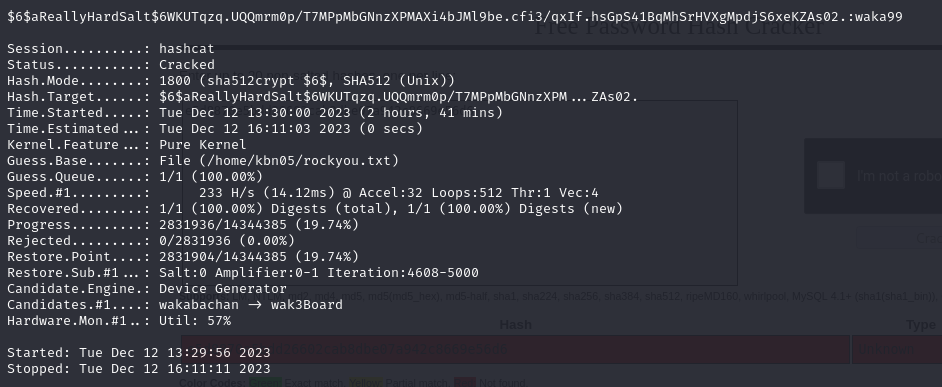 $6$aReallyHardSalt$6WKUTqzq.UQQmrm0p/T7MPpMbGNnzXPMAXi4bJMl9be.cfi3/qxIf.hsGpS41BqMhSrHVXgMpdjS6xeKZAs02.:waka99
Free Password Hash Cracker
Session..........: hashcat
Status...........: Cracked
Hash.Mode........: 1800 (sha512crypt $6$, SHA512 (Unix))
Hash.Target......: $6$aReallyHardSalt$6WKUTqzq.UQQmrm0p/T7MPpMbGNnzXPM...ZAs02.
Time.Started.....: Tue Dec 12 13:30:00 2023 (2 hours, 41 mins)
Time.Estimated...: Tue Dec 12 16:11:03 2023 (0 secs)
Kernel.Feature...: Pure Kernel
Guess.Base.......: File (/home/kbn05/rockyou.txt)
Guess.Queue......: 1/1 (100.00%)
I'm not a robo
Speed.#1.........:      233 H/s (14.12ms) @ Accel:32 Loops:512 Thr:1 Vec:4
Recovered........: 1/1 (100.00%) Digests (total), 1/1 (100.00%) Digests (new)
Progress.........: 2831936/14344385 (19.74%)
Rejected.........: 0/2831936 (0.00%)
Restore.Point....: 2831904/14344385 (19.74%)
Restore.Sub.#1...: Salt:0 Amplifier:0-1 Iteration:4608-5000
Candidate.Engine.: Device Generator
Candidates.#1....: wakabachan -> wak3Board
Hardware.Mon.#1..: Util: 57%
Hash
Type
Started: Tue Dec 12 13:29:56 2023
Stopped: Tue Dec 12 16:11:11 2023
Color Codes: Exact match, Partial match, Not found